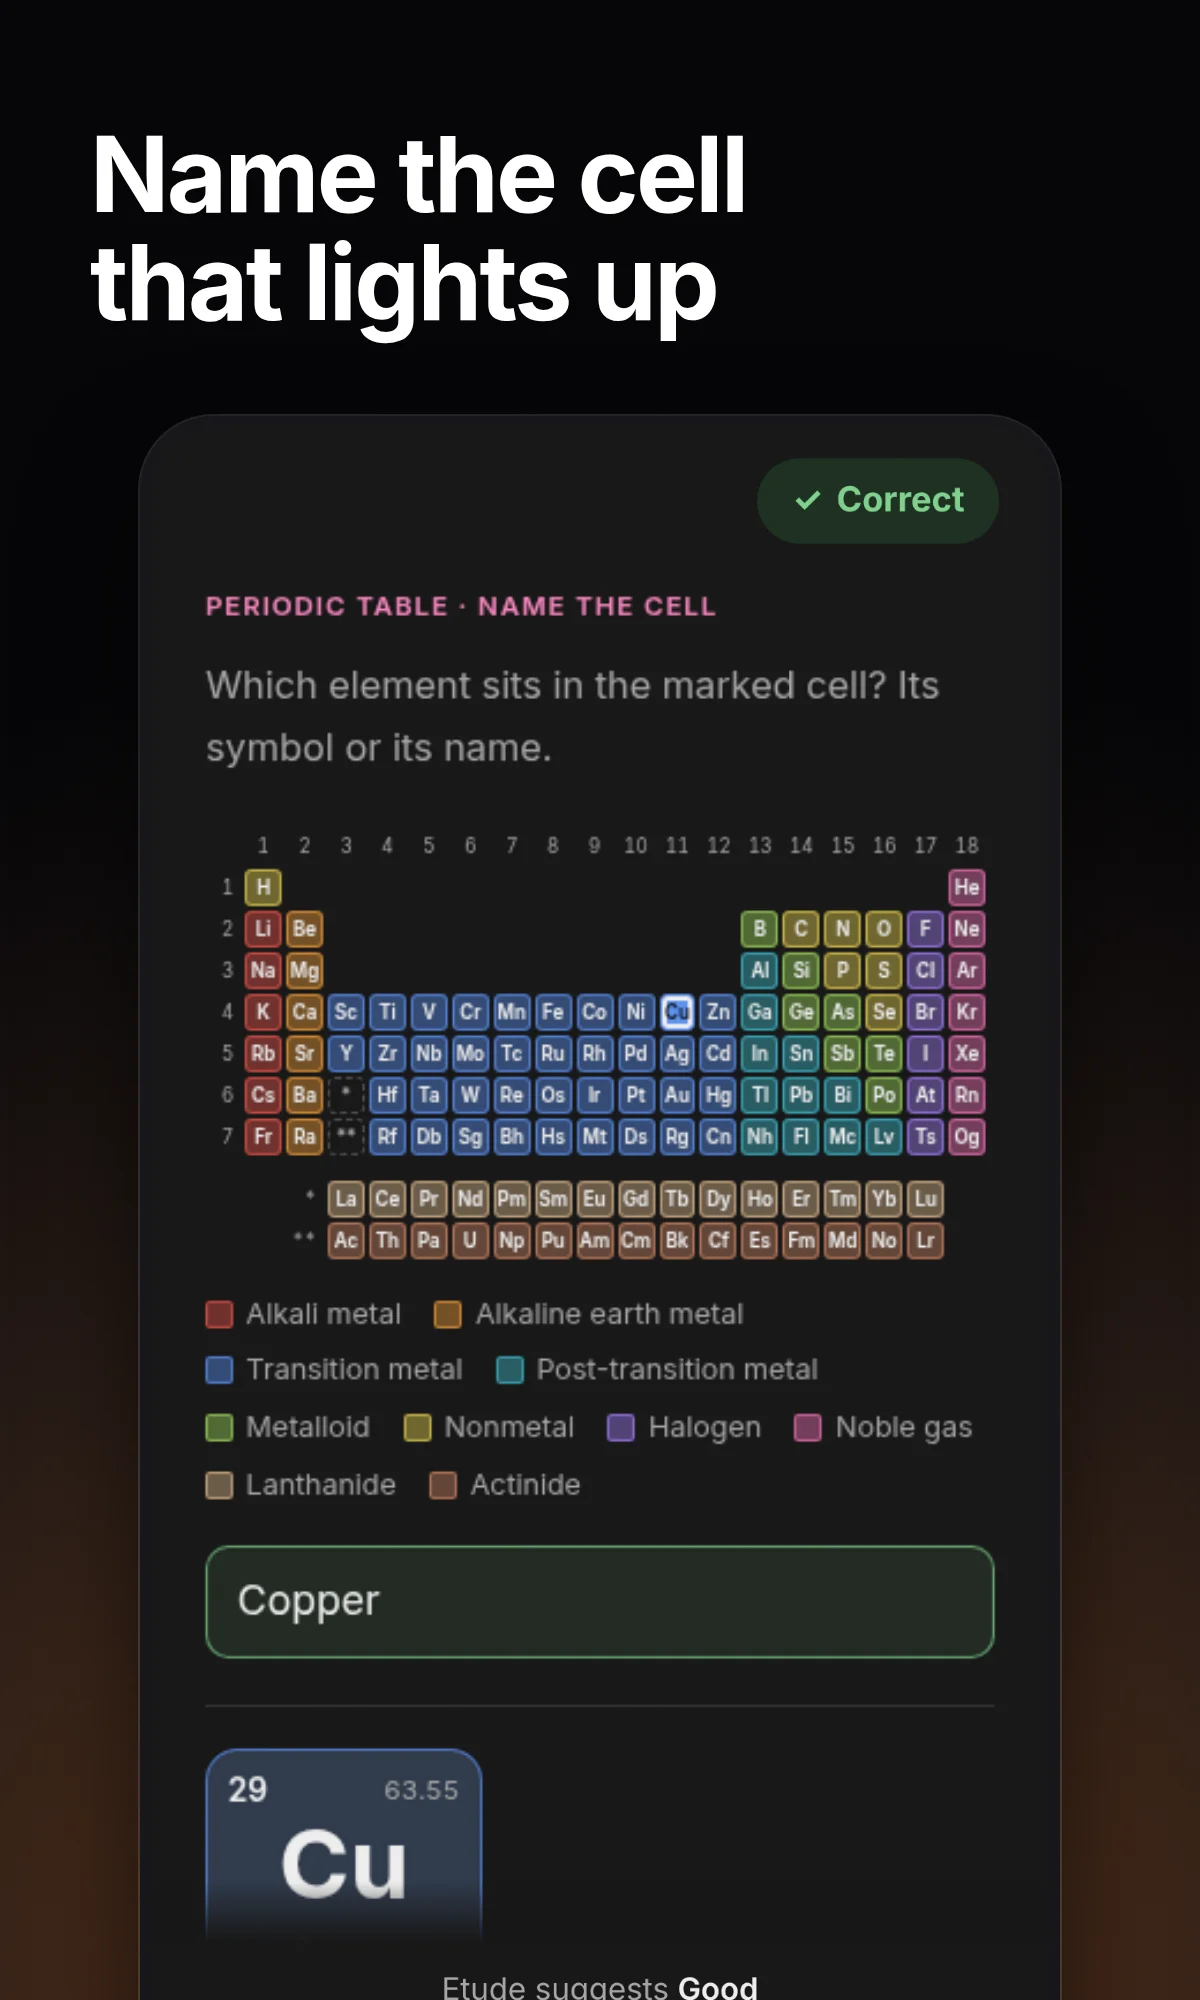 Name the cell
that lights up
Correct
PERIODIC TABLE · NAME THE CELL
Which element sits in the marked cell? Its
symbol or its name.
1 2 3 4 5 6 7 8 9 10 11 12 13 14 15 16 17 18
1 H He
2 Li Be B C N O F Ne
3 Na Mg Al Si P S Cl Ar
4 K Ca Sc Ti V Cr Mn Fe Co Ni Cu Zn Ga Ge As Se Br Kr
5 Rb Sr Y Zr Nb Mo Tc Ru Rh Pd Ag Cd In Sn Sb Te I Xe
6 Cs Ba * Hf Ta W Re Os Ir Pt Au Hg Tl Pb Bi Po At Rn
7 Fr Ra ** Rf Db Sg Bh Hs Mt Ds Rg Cn Nh Fl Mc Lv Ts Og
* La Ce Pr Nd Pm Sm Eu Gd Tb Dy Ho Er Tm Yb Lu
** Ac Th Pa U Np Pu Am Cm Bk Cf Es Fm Md No Lr
Alkali metal Alkaline earth metal
Transition metal Post-transition metal
Metalloid Nonmetal Halogen Noble gas
Lanthanide Actinide
Copper
29 63.55
Cu
Etude suggests Good